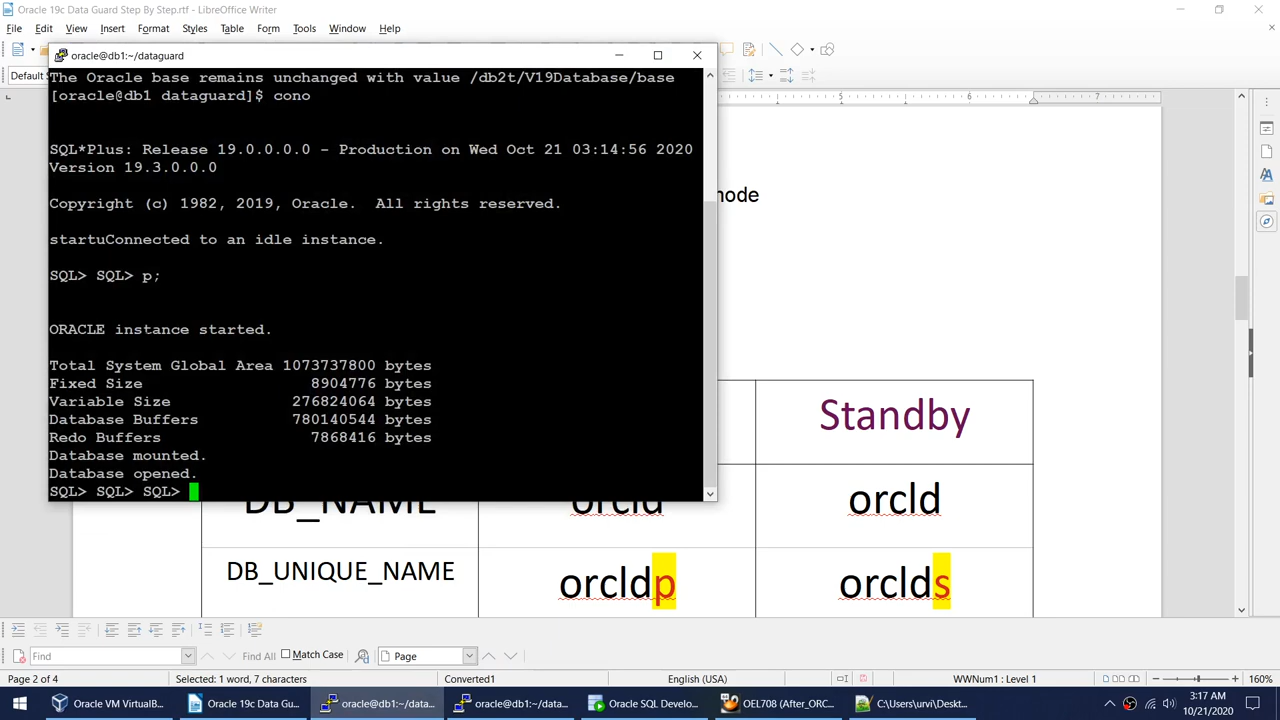 Oracle 19c Data Guard Step By Step.rtf - LibreOffice Writer
File Edit View Insert Format Styles Table Form Tools Window Help
oracle@db1:~/dataguard
Default S
The Oracle base remains unchanged with value /db2t/V19Database/base
[oracle@db1 dataguard]$ cono
SQL*Plus: Release 19.0.0.0.0 - Production on Wed Oct 21 03:14:56 2020
Version 19.3.0.0.0
Copyright (c) 1982, 2019, Oracle.  All rights reserved.
startuConnected to an idle instance.
SQL> SQL> p;
ORACLE instance started.
Total System Global Area 1073737800 bytes
Fixed Size 8904776 bytes
Variable Size 276824064 bytes
Database Buffers 780140544 bytes
Redo Buffers 7868416 bytes
Database mounted.
Database opened.
SQL> SQL> SQL>
5 6 7
mode
Standby
DB_NAME orcld orcld
DB_UNIQUE_NAME orcldp orclds
Find Find All Match Case Page
Page 2 of 4 Selected: 1 word, 7 characters Converted1 English (USA) WWNum1 : Level 1 160%
Oracle VM VirtualB... Oracle 19c Data Gu... oracle@db1:~/data... oracle@db1:~/data... Oracle SQL Develo... OEL708 (After_ORC... C:\Users\urvi\Deskt... 3:17 AM
10/21/2020